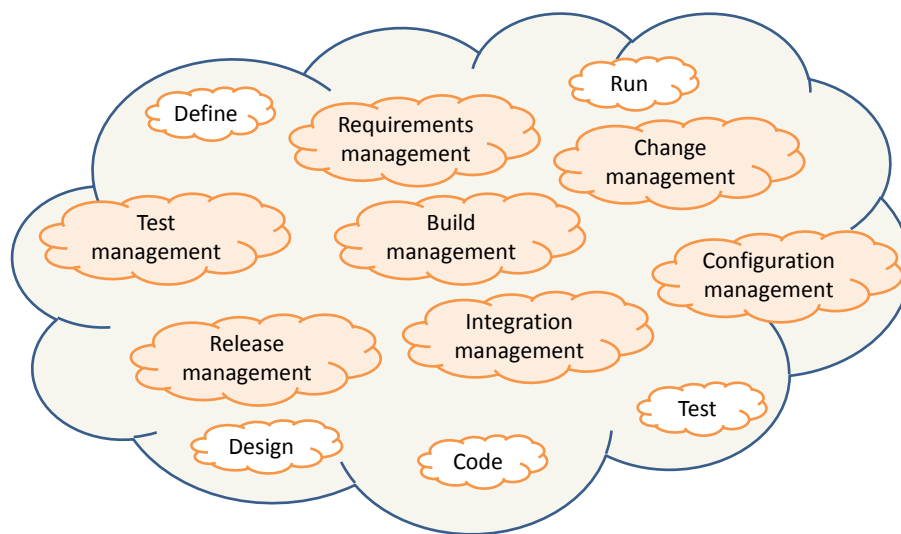 Define
Run
Requirements
management
Change
management
Test
management
Build
management
Configuration
management
Release
management
Integration
management
Test
Design
Code